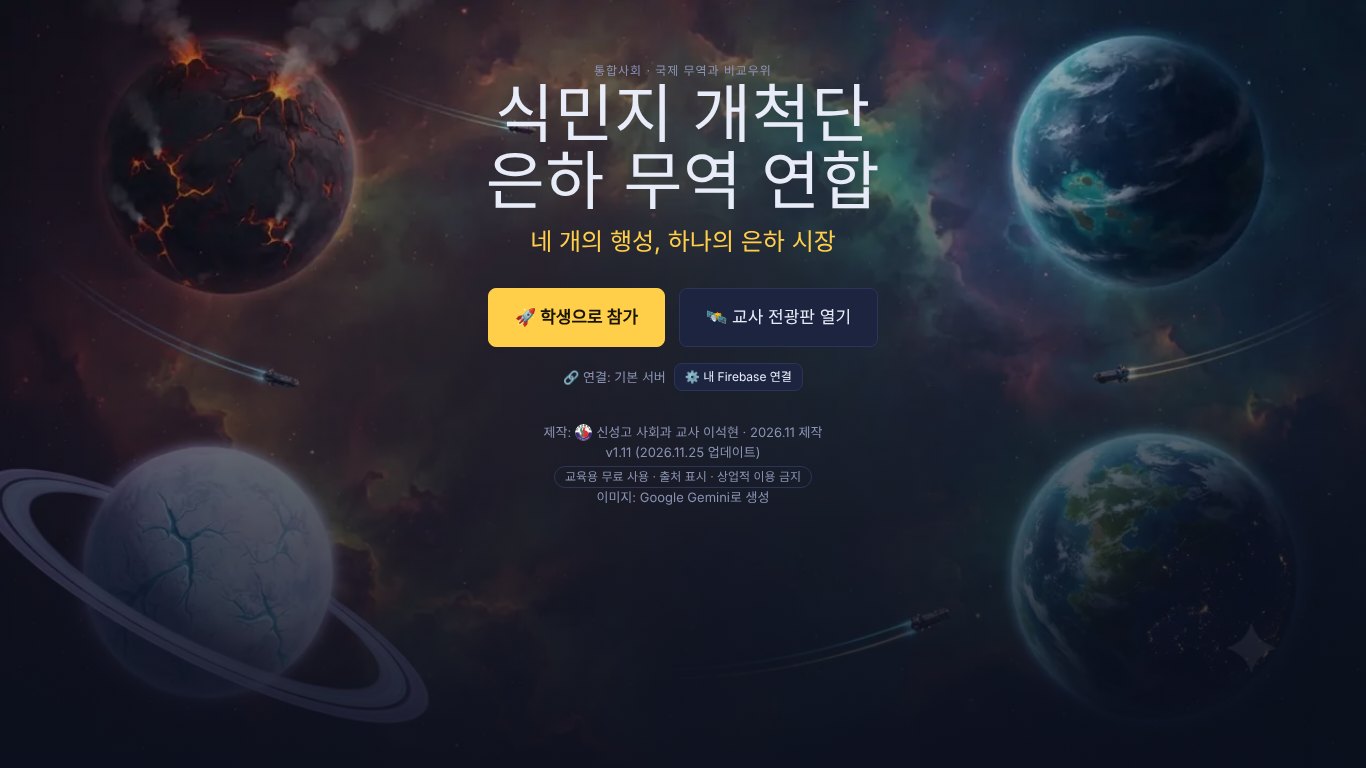 통합사회 · 국제 무역과 비교우위
식민지 개척단
은하 무역 연합
네 개의 행성, 하나의 은하 시장
🚀 학생으로 참가
🛰️ 교사 전광판 열기
🔗 연결: 기본 서버
⚙️ 내 Firebase 연결
제작: 신성고 사회과 교사 이석현 · 2026.11 제작
v1.11 (2026.11.25 업데이트)
교육용 무료 사용 · 출처 표시 · 상업적 이용 금지
이미지: Google Gemini로 생성